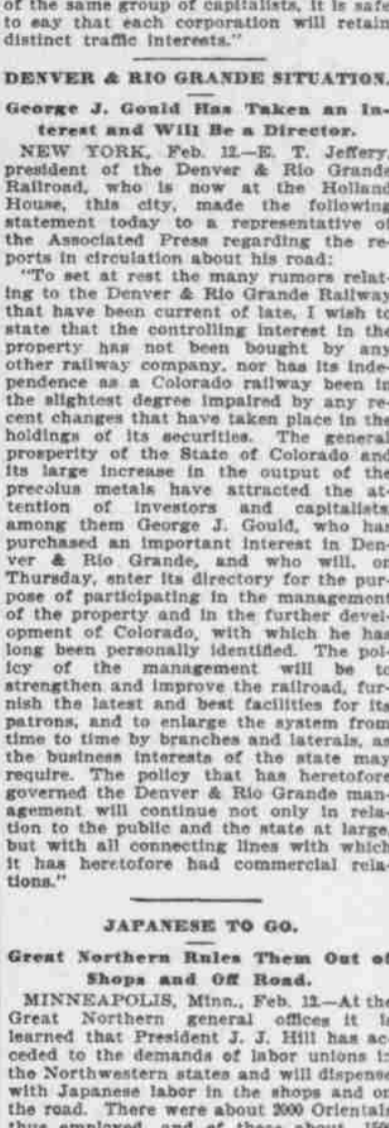 of the same group of capitalists, it is safe
to say that each corporation will retain
distinct traffic interests."
DENVER & RIO GRANDE SITUATION.
George J. Gould Has Taken an In-
terest and Will Be a Director.
NEW YORK, Feb. 12.—E. T. Jeffery,
president of the Denver & Rio Grande
Railroad, who is now at the Holland
House, this city, made the following
statement today to a representative of
the Associated Press regarding the re-
ports in circulation about his road:
"To set at rest the many rumors relat-
ing to the Denver & Rio Grande Railway
that have been current of late, I wish to
state that the controlling interest in the
property has not been bought by any
other railway company, nor has its inde-
pendence as a Colorado railway been in
the slightest degree impaired by any re-
cent changes that have taken place in the
holdings of its securities. The general
prosperity of the State of Colorado and
its large increase in the output of the
precoius metals have attracted the at-
tention of investors and capitalists,
among them George J. Gould, who has
purchased an important interest in Den-
ver & Rio Grande, and who will, on
Thursday, enter its directory for the pur-
pose of participating in the management
of the property and in the further devel-
opment of Colorado, with which he has
long been personally identified. The pol-
icy of the management will be to
strengthen and improve the railroad, fur-
nish the latest and best facilities for its
patrons, and to enlarge the system from
time to time by branches and laterals, as
the business interests of the state may
require. The policy that has heretofore
governed the Denver & Rio Grande man-
agement will continue not only in rela-
tion to the public and the state at large,
but with all connecting lines with which
it has heretofore had commercial rela-
tions."
JAPANESE TO GO.
Great Northern Rules Them Out of
Shops and Off Road.
MINNEAPOLIS, Minn., Feb. 12.—At the
Great Northern general offices it is
learned that President J. J. Hill has ac-
ceded to the demands of labor unions in
the Northwestern states and will dispense
with Japanese labor in the shops and on
the road. There were about 2000 Orientals
thus employed, and of these about